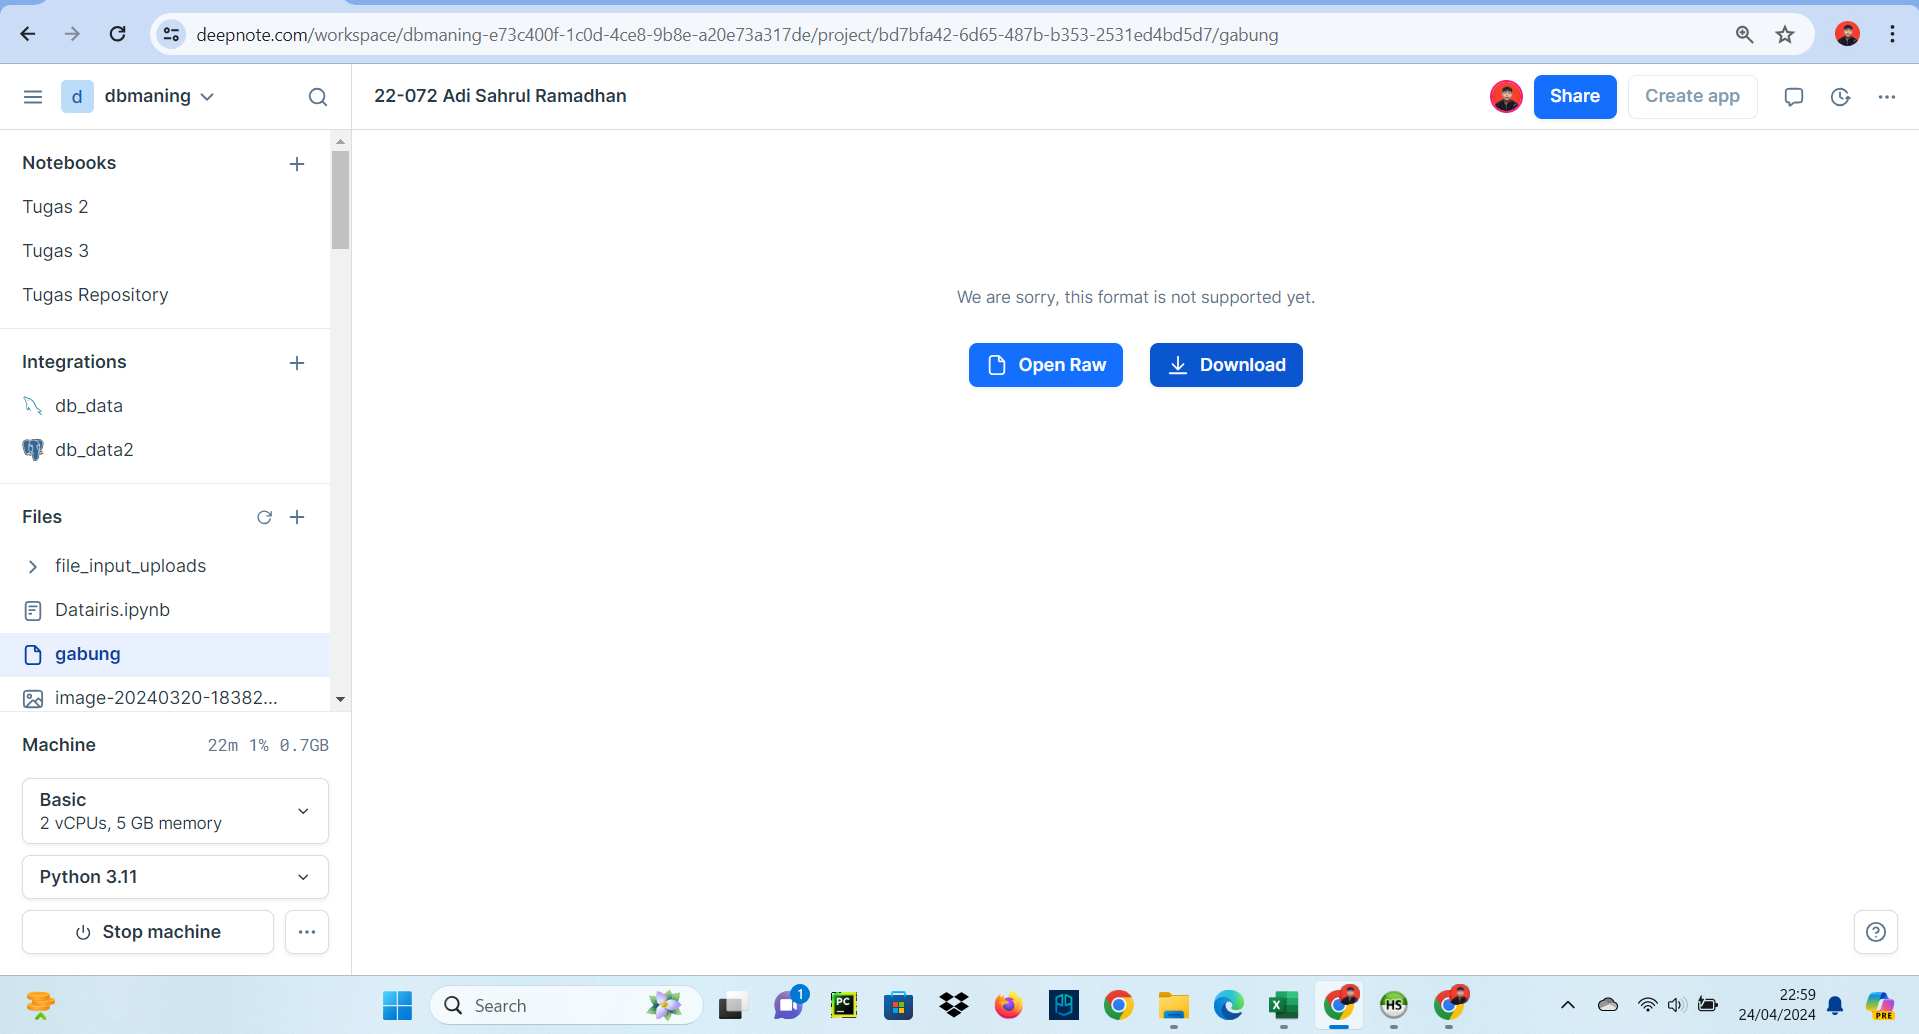 deepnote.com/workspace/dbmaning-e73c400f-1c0d-4ce8-9b8e-a20e73a317de/project/bd7bfa42-6d65-487b-b353-2531ed4bd5d7/gabung
d dbmaning
22-072 Adi Sahrul Ramadhan
Share
Create app
Notebooks
Tugas 2
Tugas 3
Tugas Repository
Integrations
db_data
db_data2
Files
file_input_uploads
Datairis.ipynb
gabung
image-20240320-18382...
We are sorry, this format is not supported yet.
Open Raw
Download
Machine 22m 1% 0.7GB
Basic
2 vCPUs, 5 GB memory
Python 3.11
Stop machine
Search
1
PC
HS
22:59
24/04/2024
PRE